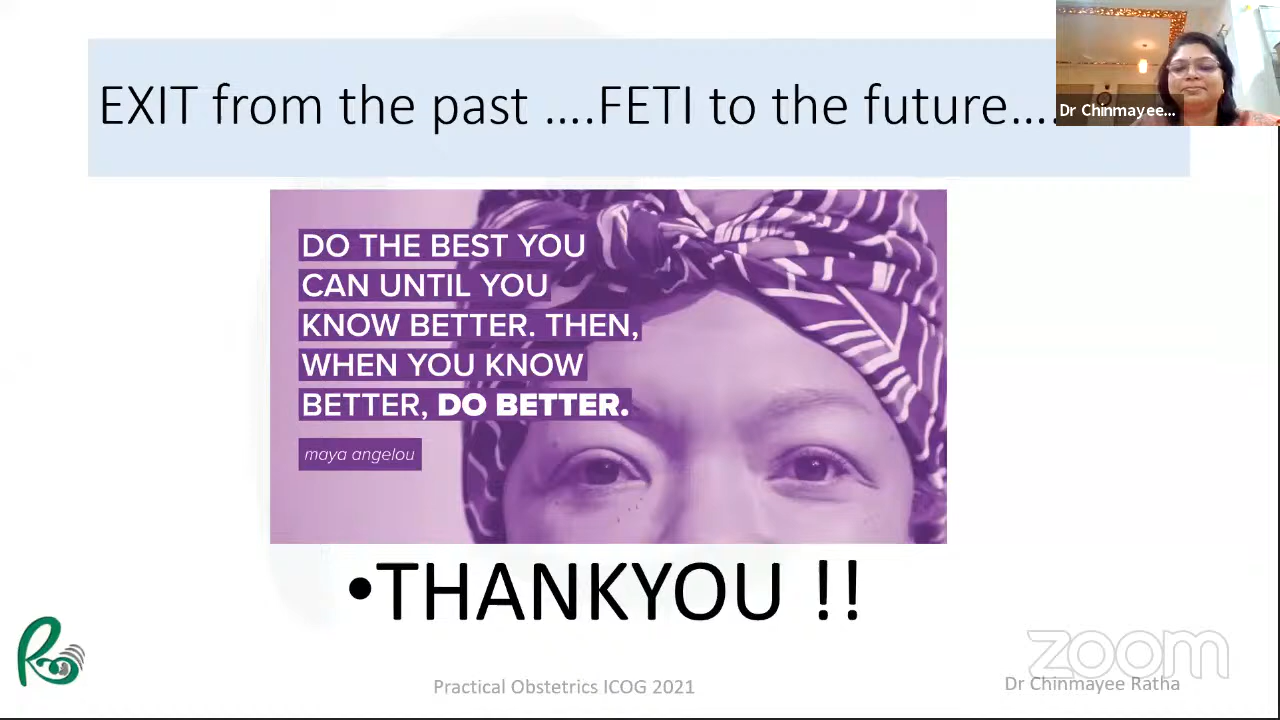 EXIT from the past ....FETI to the future....
Dr Chinmayee...
DO THE BEST YOU
CAN UNTIL YOU
KNOW BETTER. THEN,
WHEN YOU KNOW
BETTER, DO BETTER.
maya angelou
•THANKYOU !!
zoom
Practical Obstetrics ICOG 2021
Dr Chinmayee Ratha